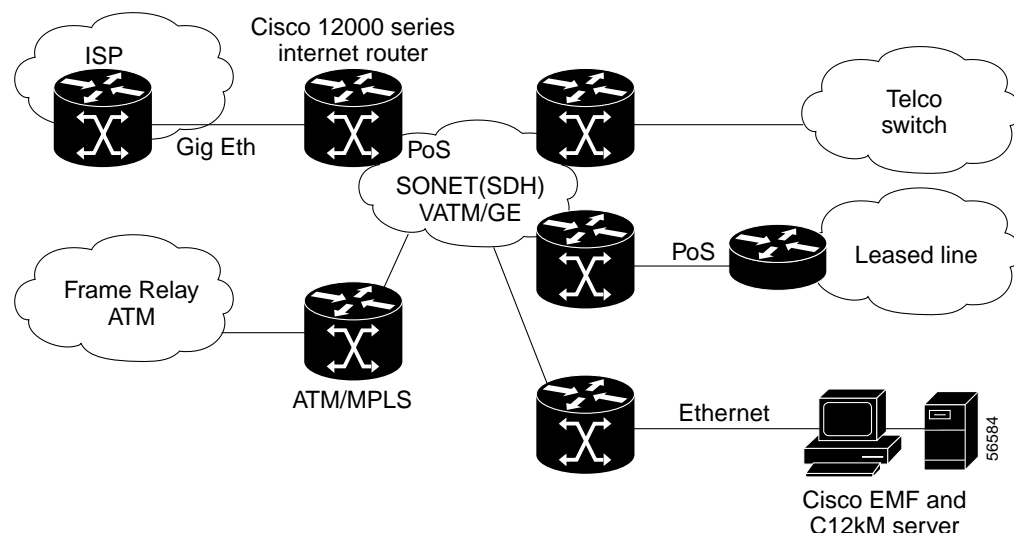 Cisco 12000 series
internet router
ISP
Gig Eth
PoS
SONET(SDH)
VATM/GE
Telco
switch
PoS
Leased line
Frame Relay
ATM
ATM/MPLS
Ethernet
56584
Cisco EMF and
C12kM server